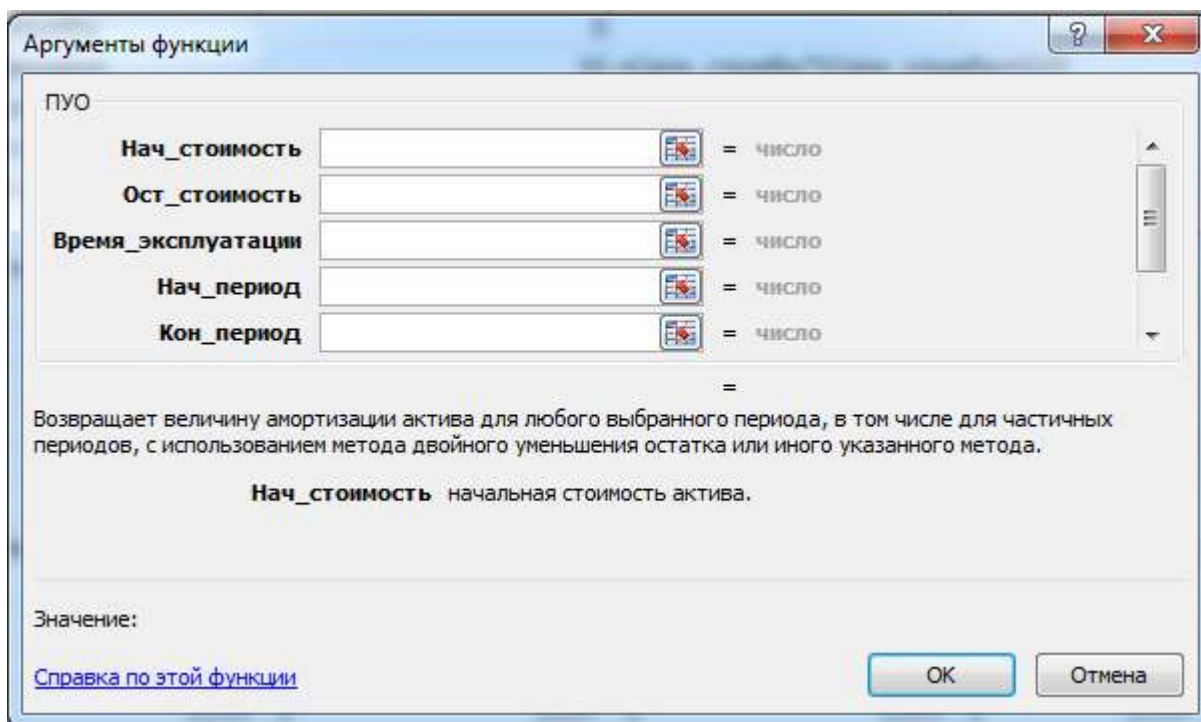 Аргументы функции
ПУО
Нач_стоимость = число
Ост_стоимость = число
Время_эксплуатации = число
Нач_период = число
Кон_период = число
=
Возвращает величину амортизации актива для любого выбранного периода, в том числе для частичных
периодов, с использованием метода двойного уменьшения остатка или иного указанного метода.
Нач_стоимость начальная стоимость актива.
Значение:
Справка по этой функции
ОК
Отмена